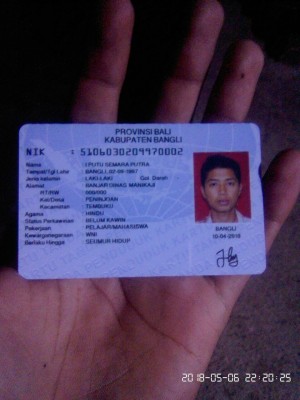 PROVINSI BALI
KABUPATEN BANGLI
NIK : 5106030209970002
Nama : I PUTU SEMARA PUTRA
Tempat/Tgl Lahir : BANGLI, 02-09-1997
Jenis kelamin : LAKI-LAKI Gol. Darah
Alamat : BANJAR DINAS MANIKAJI
RT/RW : 000/000
Kel/Desa : PENINJOAN
Kecamatan : TEMBUKU
Agama : HINDU
Status Perkawinan : BELUM KAWIN
Pekerjaan : PELAJAR/MAHASISWA
Kewarganegaraan : WNI
Berlaku Hingga : SEUMUR HIDUP
BANGLI
2018-05-06 22:20:25